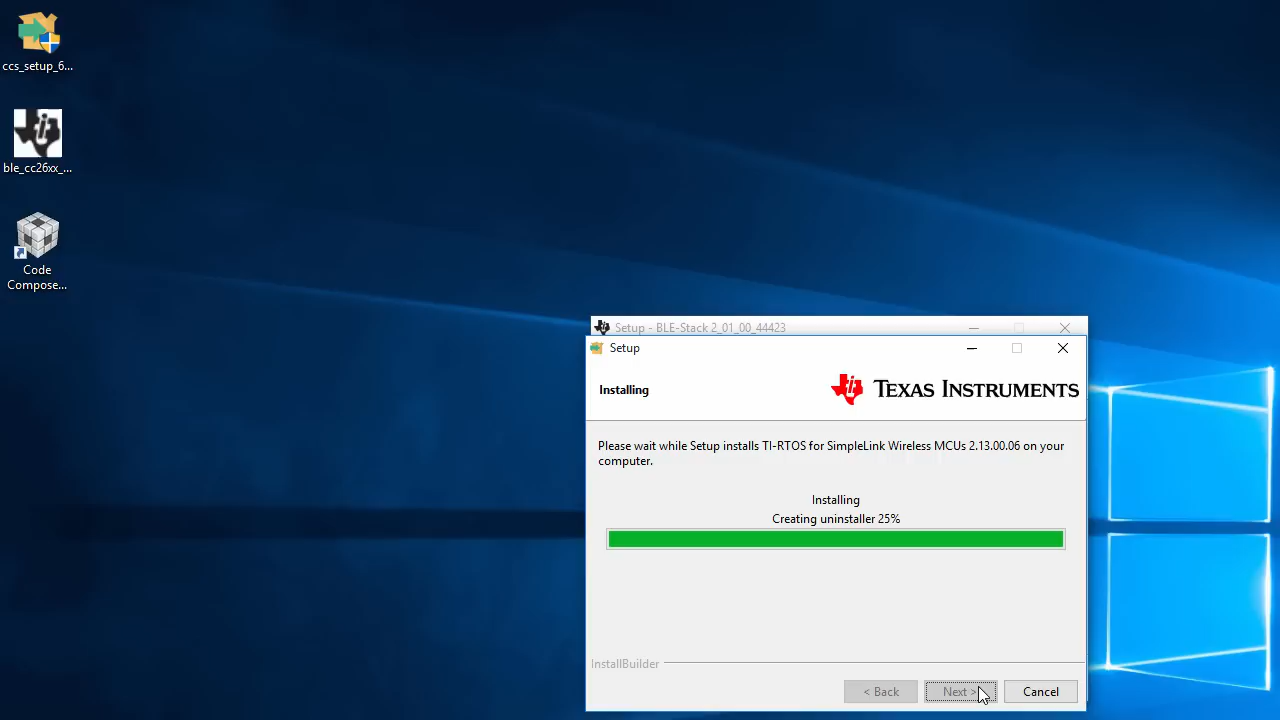 ccs_setup_6...
ble_cc26xx_...
Code
Compose...
Setup - BLE-Stack 2_01_00_44423
Setup
Installing
TEXAS INSTRUMENTS
Please wait while Setup installs TI-RTOS for SimpleLink Wireless MCUs 2.13.00.06 on your
computer.
Installing
Creating uninstaller 25%
InstallBuilder
< Back
Next >
Cancel